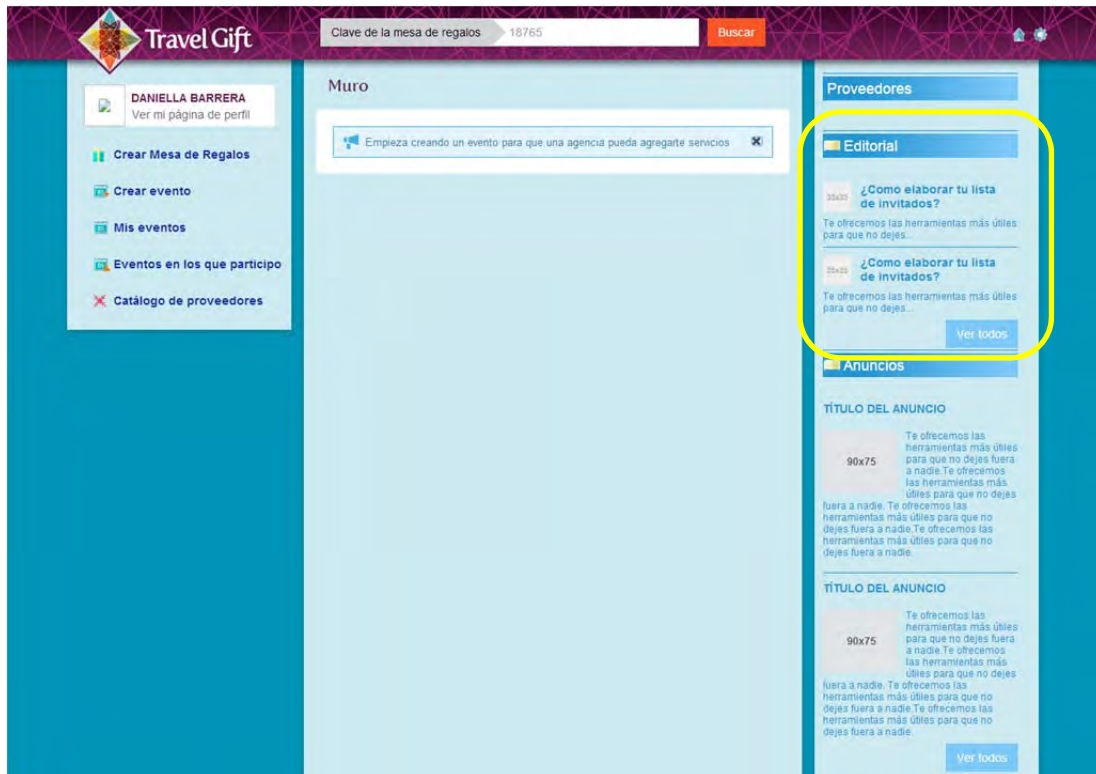 Travel Gift
Clave de la mesa de regalos
18765
Buscar
DANIELLA BARRERA
Ver mi página de perfil
Crear Mesa de Regalos
Crear evento
Mis eventos
Eventos en los que participo
Catálogo de proveedores
Muro
Empieza creando un evento para que una agencia pueda agregarte servicios
Proveedores
Editorial
35x35
¿Como elaborar tu lista
de invitados?
Te ofrecemos las herramientas más útiles
para que no dejes...
35x35
¿Como elaborar tu lista
de invitados?
Te ofrecemos las herramientas más útiles
para que no dejes...
Ver todos
Anuncios
TÍTULO DEL ANUNCIO
90x75
Te ofrecemos las
herramientas más útiles
para que no dejes fuera
a nadie.Te ofrecemos
las herramientas más
útiles para que no dejes
fuera a nadie. Te ofrecemos las
herramientas más útiles para que no
dejes fuera a nadie.Te ofrecemos las
herramientas más útiles para que no
dejes fuera a nadie.
TÍTULO DEL ANUNCIO
90x75
Te ofrecemos las
herramientas más útiles
para que no dejes fuera
a nadie.Te ofrecemos
las herramientas más
útiles para que no dejes
fuera a nadie. Te ofrecemos las
herramientas más útiles para que no
dejes fuera a nadie.Te ofrecemos las
herramientas más útiles para que no
dejes fuera a nadie.
Ver todos